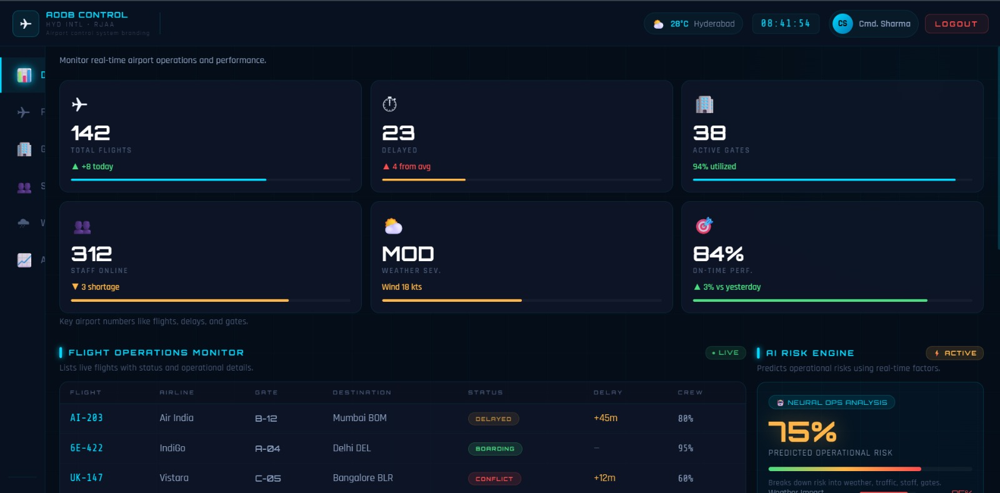 AODB CONTROL
HYD INTL - RJAA
Airport control system branding
28°C Hyderabad
08:41:54
CS Cmd. Sharma
LOGOUT
D
F
G
S
W
A
Monitor real-time airport operations and performance.
142
TOTAL FLIGHTS
▲ +8 today
23
DELAYED
▲ 4 from avg
38
ACTIVE GATES
94% utilized
312
STAFF ONLINE
▼ 3 shortage
MOD
WEATHER SEV.
Wind 18 kts
84%
ON-TIME PERF.
▲ 3% vs yesterday
Key airport numbers like flights, delays, and gates.
FLIGHT OPERATIONS MONITOR
● LIVE
Lists live flights with status and operational details.
FLIGHT AIRLINE GATE DESTINATION STATUS DELAY CREW
AI-203 Air India B-12 Mumbai BOM DELAYED +45m 80%
6E-422 IndiGo A-04 Delhi DEL BOARDING — 95%
UK-147 Vistara C-05 Bangalore BLR CONFLICT +12m 60%
AI RISK ENGINE
ACTIVE
Predicts operational risks using real-time factors.
NEURAL OPS ANALYSIS
75%
PREDICTED OPERATIONAL RISK
Breaks down risk into weather, traffic, staff, gates.
Weather Impact